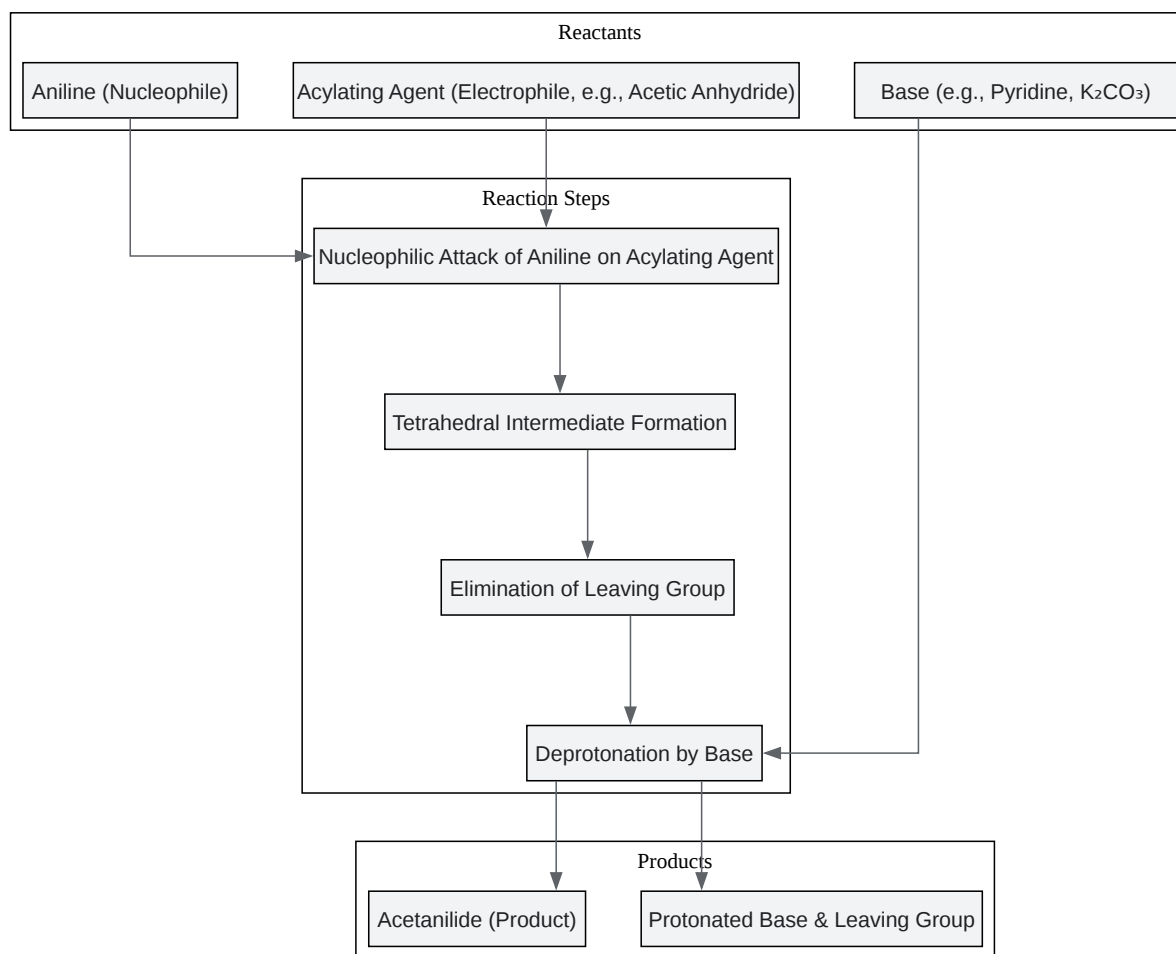 Reactants
Aniline (Nucleophile)
Acylating Agent (Electrophile, e.g., Acetic Anhydride)
Base (e.g., Pyridine, K₂CO₃)
Reaction Steps
Nucleophilic Attack of Aniline on Acylating Agent
Tetrahedral Intermediate Formation
Elimination of Leaving Group
Deprotonation by Base
Products
Acetanilide (Product)
Protonated Base & Leaving Group